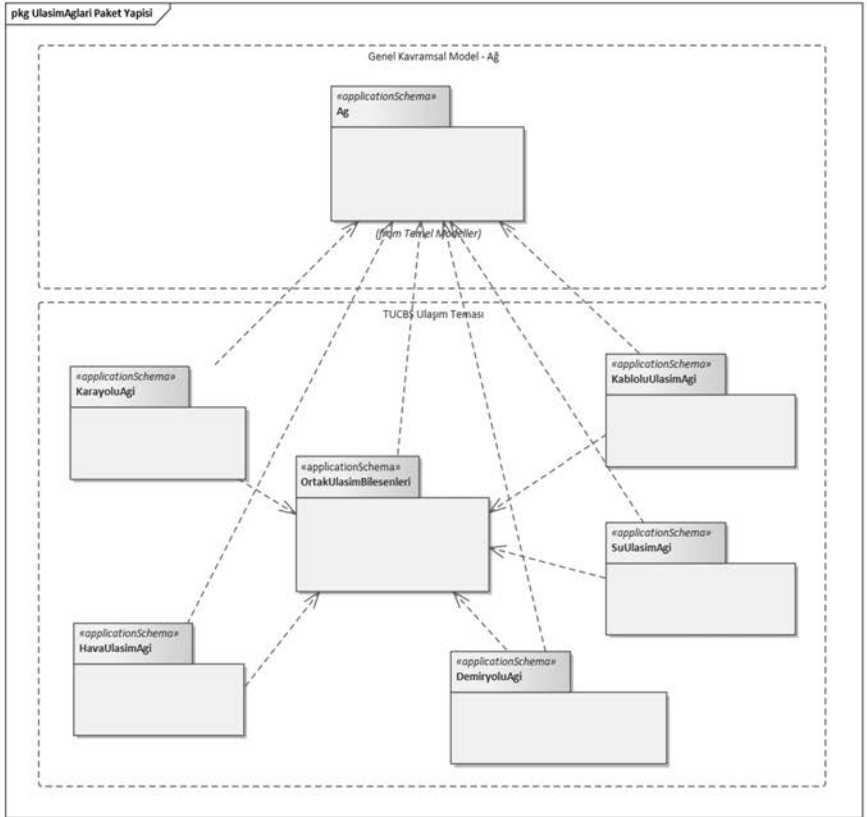 pkg UlasimAglari Paket Yapisi
Genel Kavramsal Model - Ağ
«applicationSchema»
Ag
(from Temel Modeller)
TUCBS Ulaşım Teması
«applicationSchema»
KarayoluAgi
«applicationSchema»
KabloluUlasimAgi
«applicationSchema»
OrtakUlasimBilesenleri
«applicationSchema»
SuUlasimAgi
«applicationSchema»
HavaUlasimAgi
«applicationSchema»
DemiryoluAgi